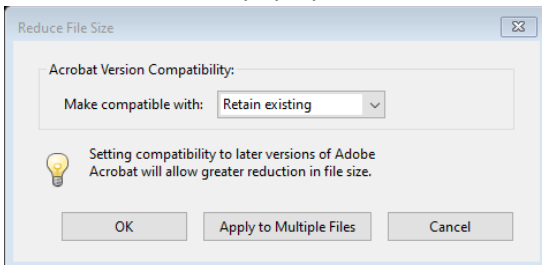 Reduce File Size
Acrobat Version Compatibility:
Make compatible with: Retain existing
Setting compatibility to later versions of Adobe
Acrobat will allow greater reduction in file size.
OK Apply to Multiple Files Cancel